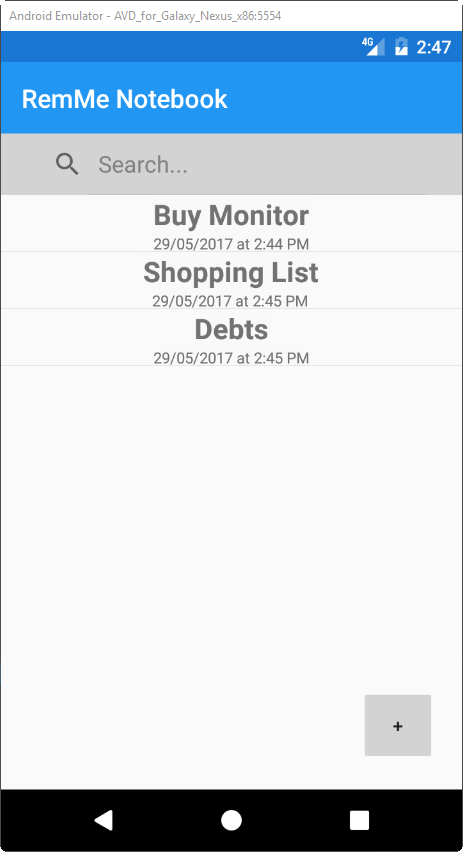 Android Emulator - AVD_for_Galaxy_Nexus_x86:5554
4G 2:47
RemMe Notebook
Search...
Buy Monitor
29/05/2017 at 2:44 PM
Shopping List
29/05/2017 at 2:45 PM
Debts
29/05/2017 at 2:45 PM
+